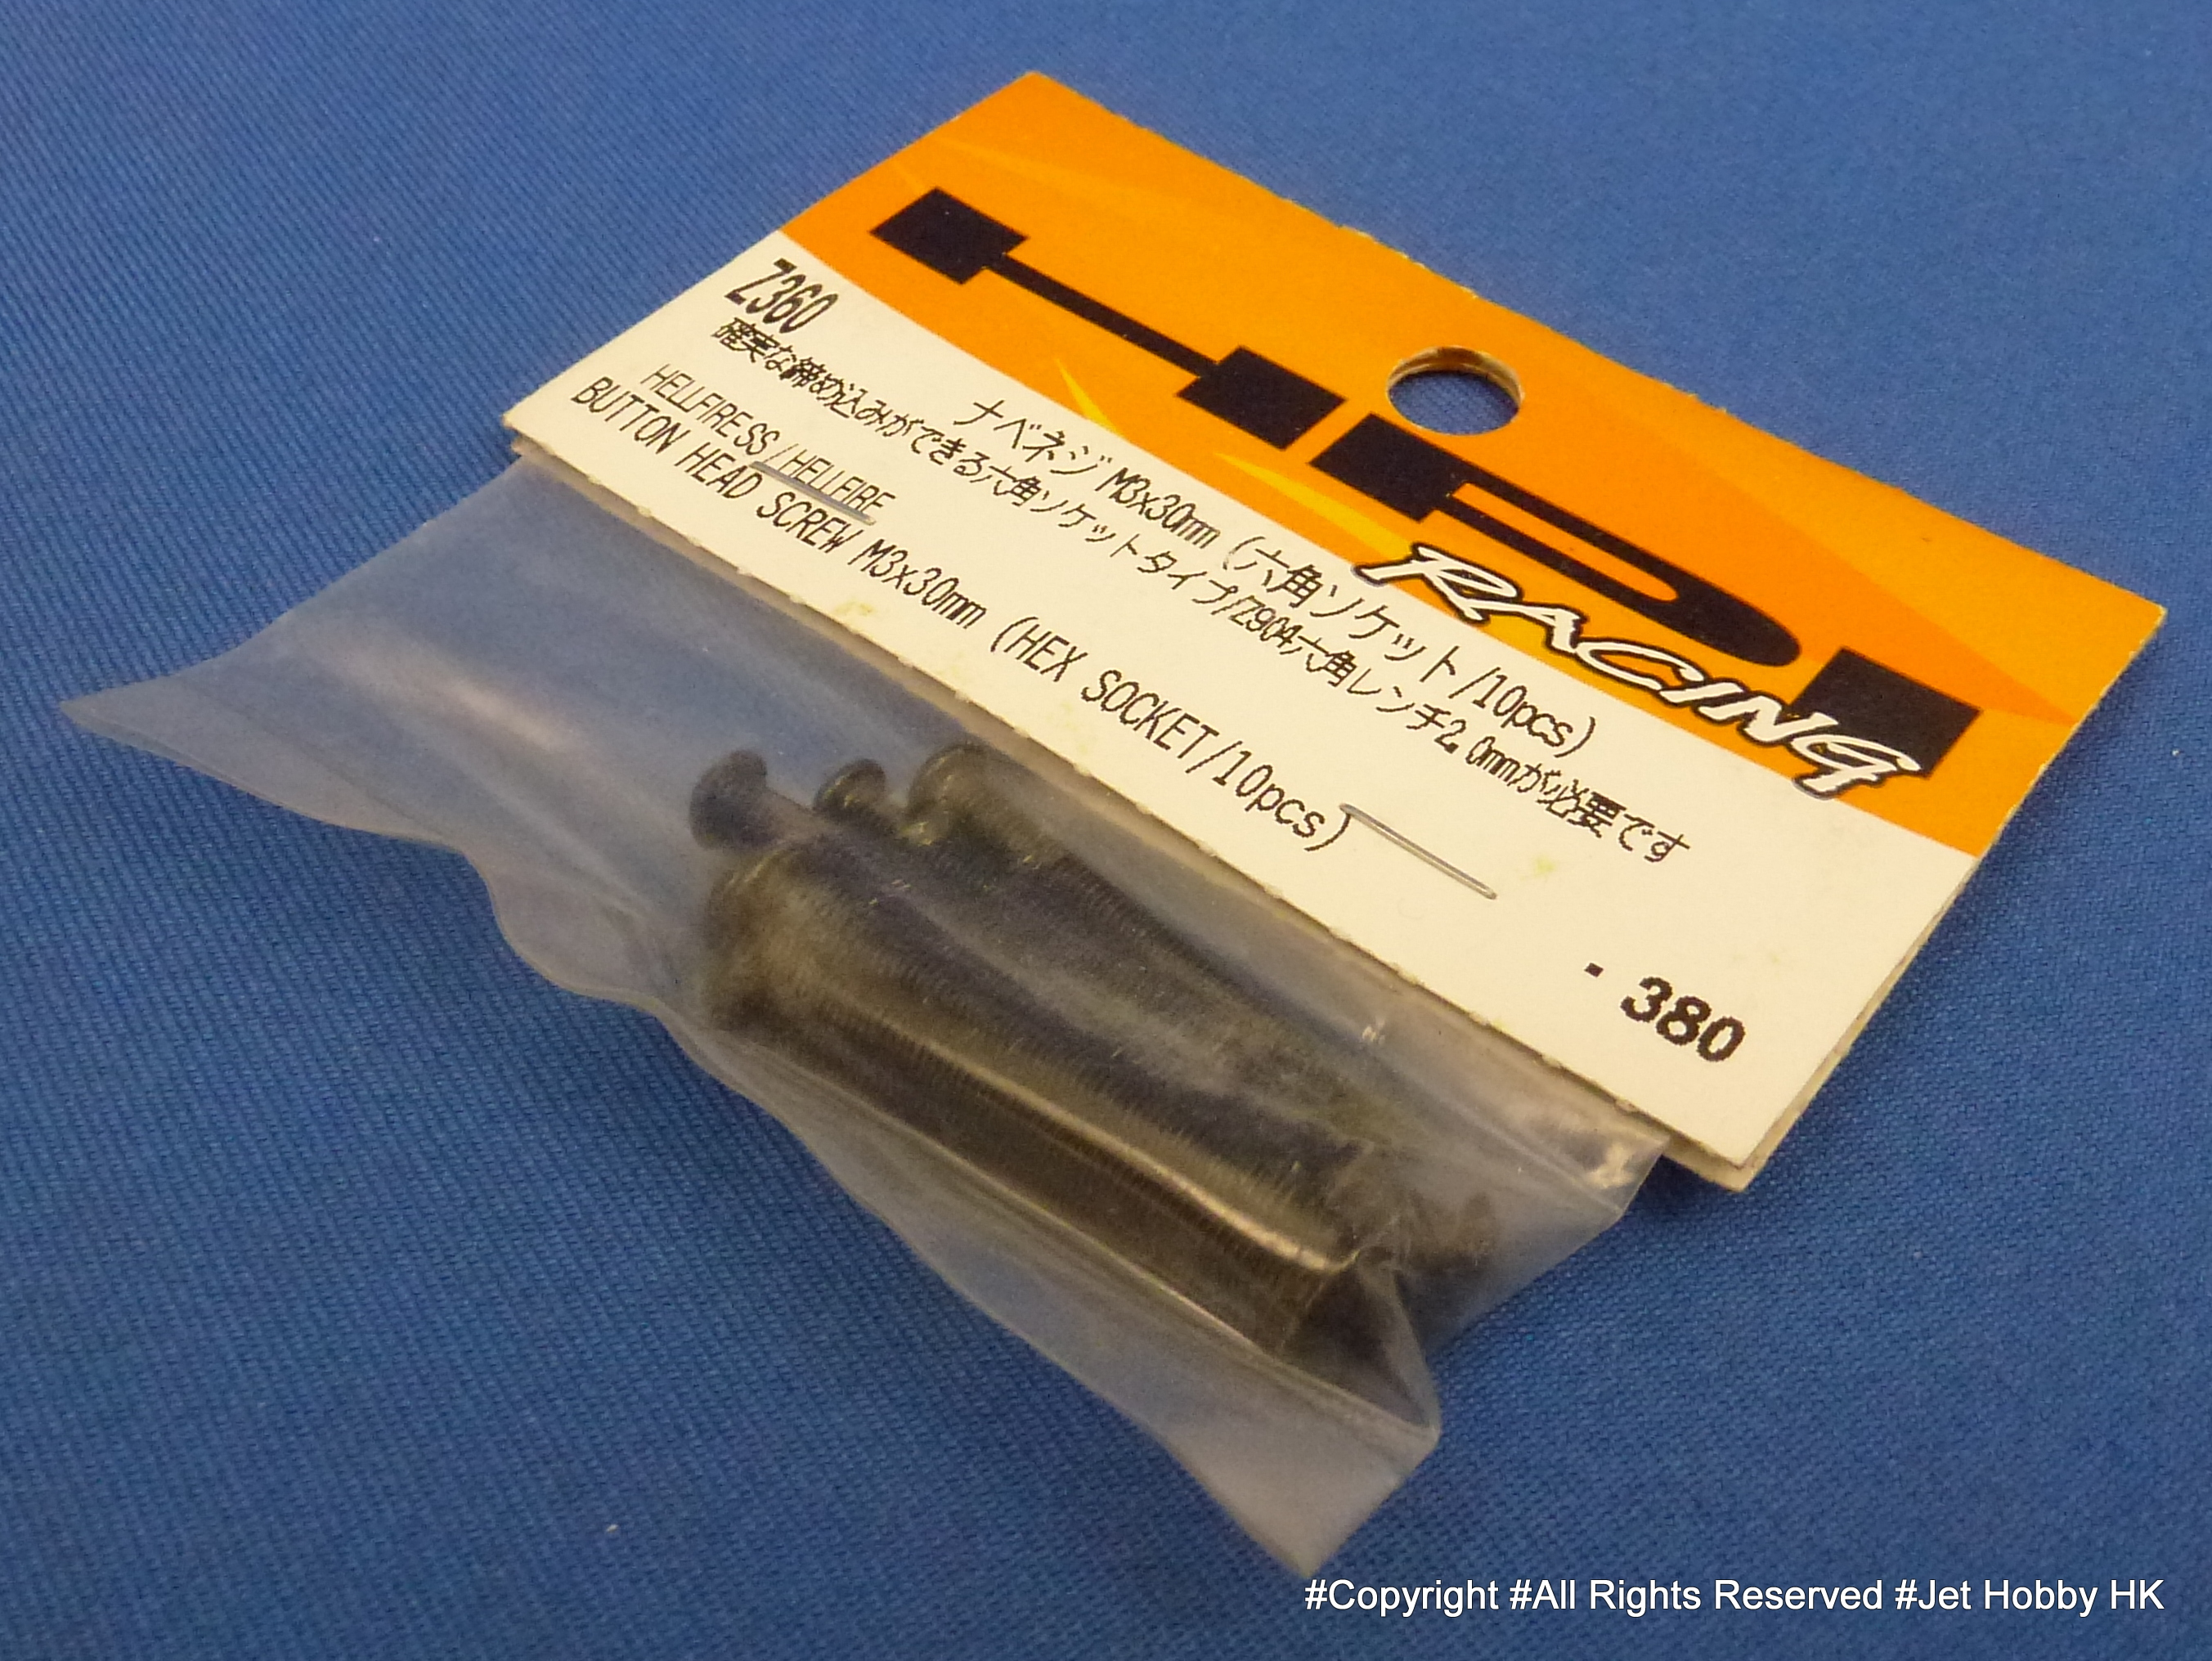 hpi
RACING
Z360
ナベネジ M3x30mm (六角ソケット/10pcs)
確実な締め込みができる六角ソケットタイプ/Z904六角レンチ2.0mmが必要です
HELLFIRESS/HELLFIRE
BUTTON HEAD SCREW M3x30mm (HEX SOCKET/10pcs)
・380
#Copyright #All Rights Reserved #Jet Hobby HK